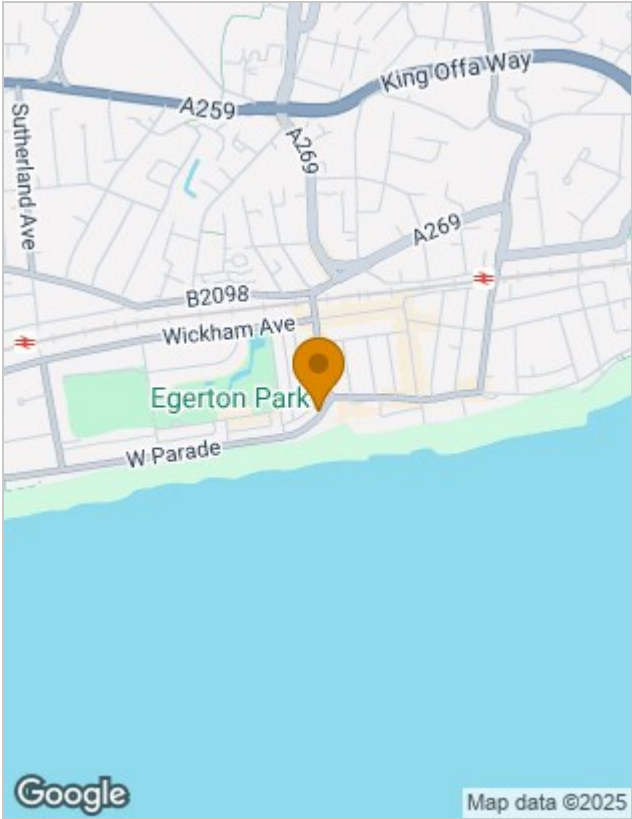 King Offa Way
A259
A269
Sutherland Ave
A269
B2098
Wickham Ave
Egerton Park
W Parade
Google
Map data ©2025